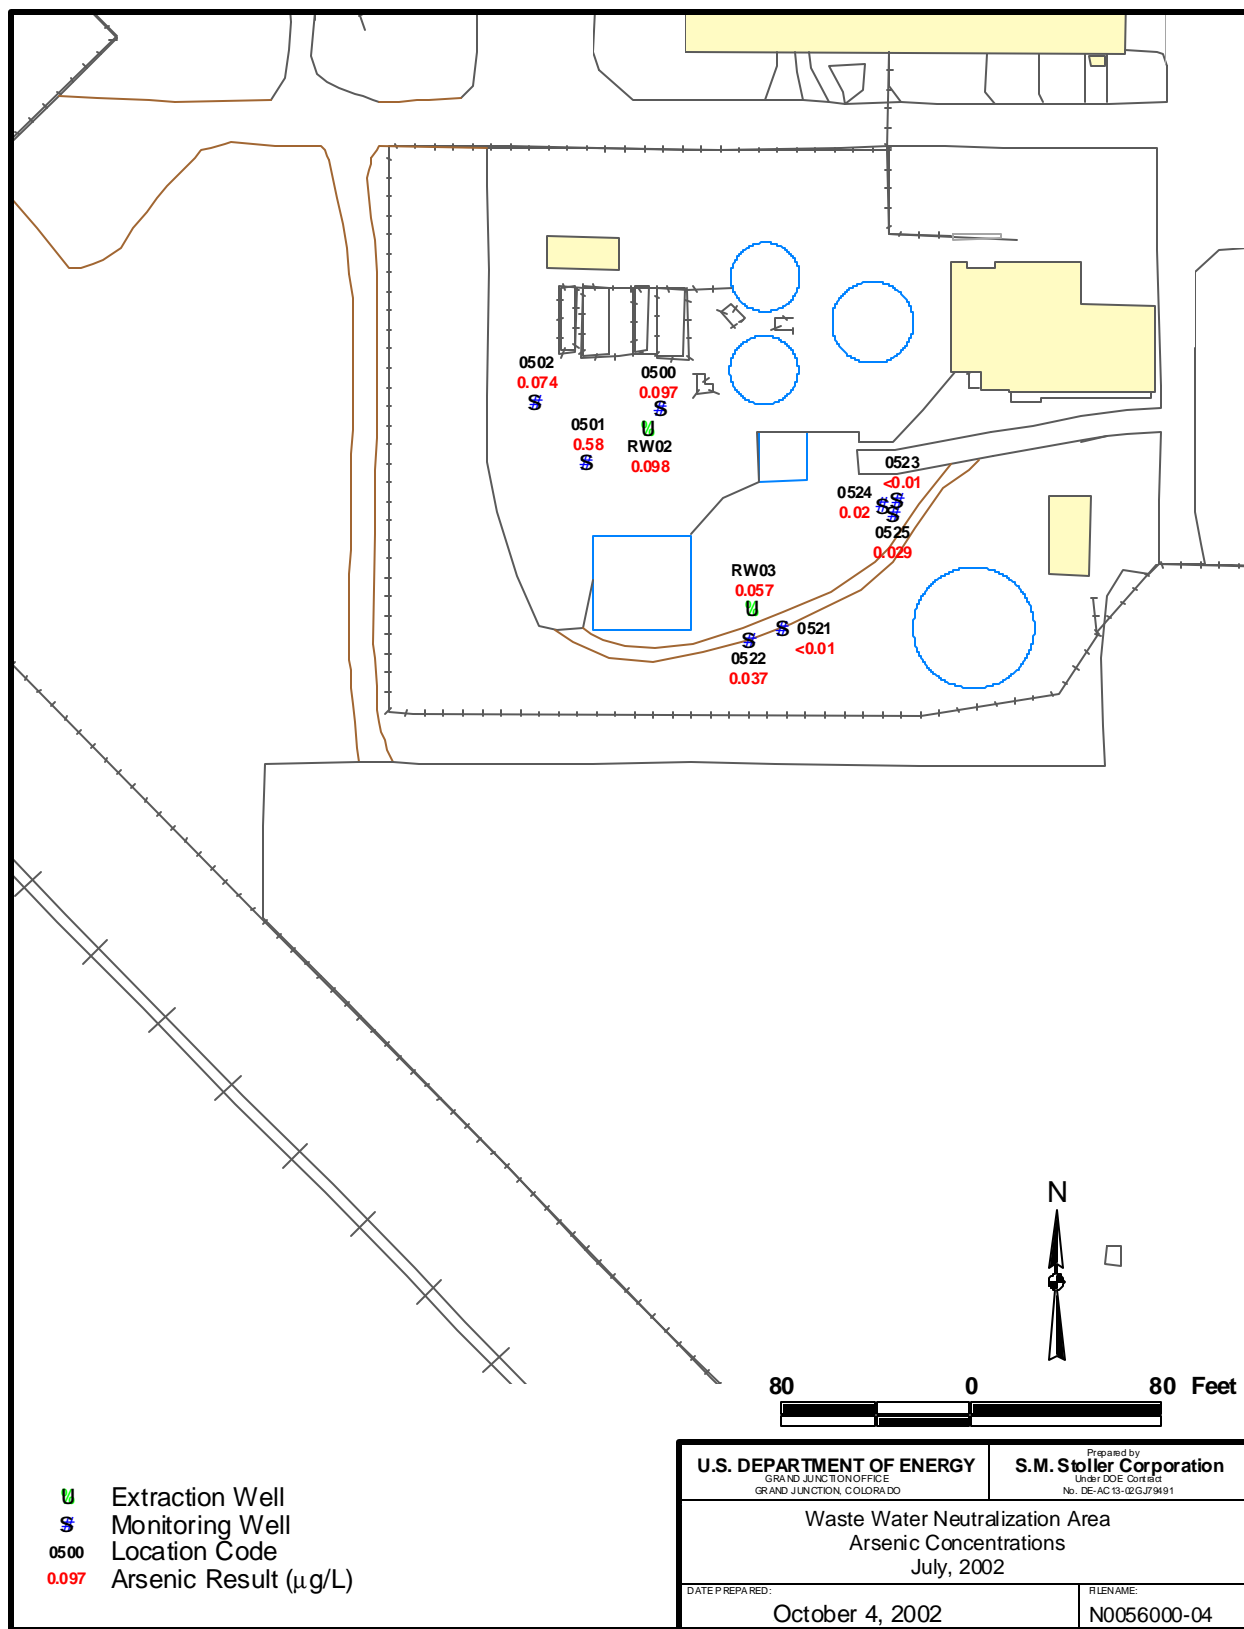 0502
0.074
0500
0.097
0501
0.58
RW02
0.098
0523
<0.01
0524
0.02
0525
0.029
RW03
0.057
0521
<0.01
0522
0.037
N
80 0 80 Feet
U Extraction Well
S Monitoring Well
0500 Location Code
0.097 Arsenic Result (µg/L)
U.S. DEPARTMENT OF ENERGY
GRAND JUNCTION OFFICE
GRAND JUNCTION, COLORADO
Prepared by
S.M. Stoller Corporation
Under DOE Contract
No. DE-AC13-02GJ79491
Waste Water Neutralization Area
Arsenic Concentrations
July, 2002
DATE PREPARED:
October 4, 2002
FILENAME:
N0056000-04